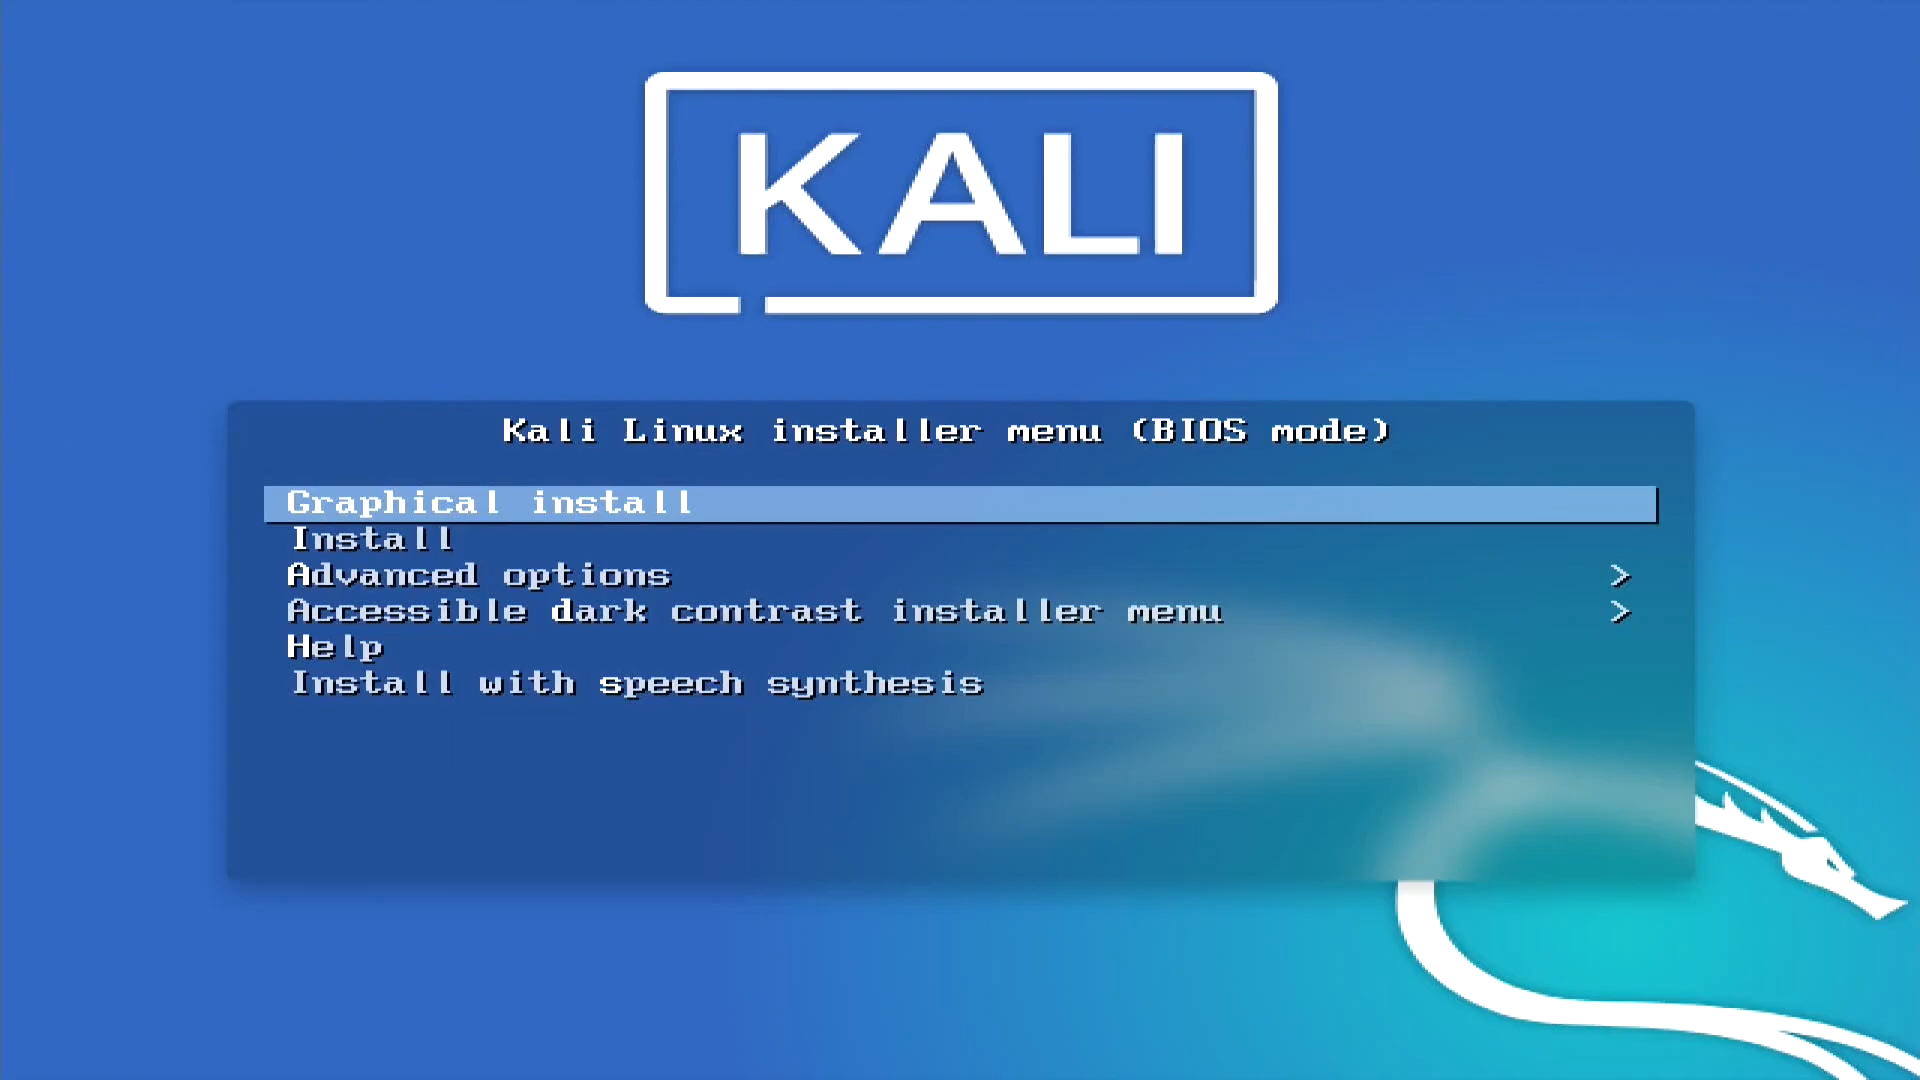 KALI
Kali Linux installer menu (BIOS mode)
Graphical install
Install
Advanced options >
Accessible dark contrast installer menu >
Help
Install with speech synthesis